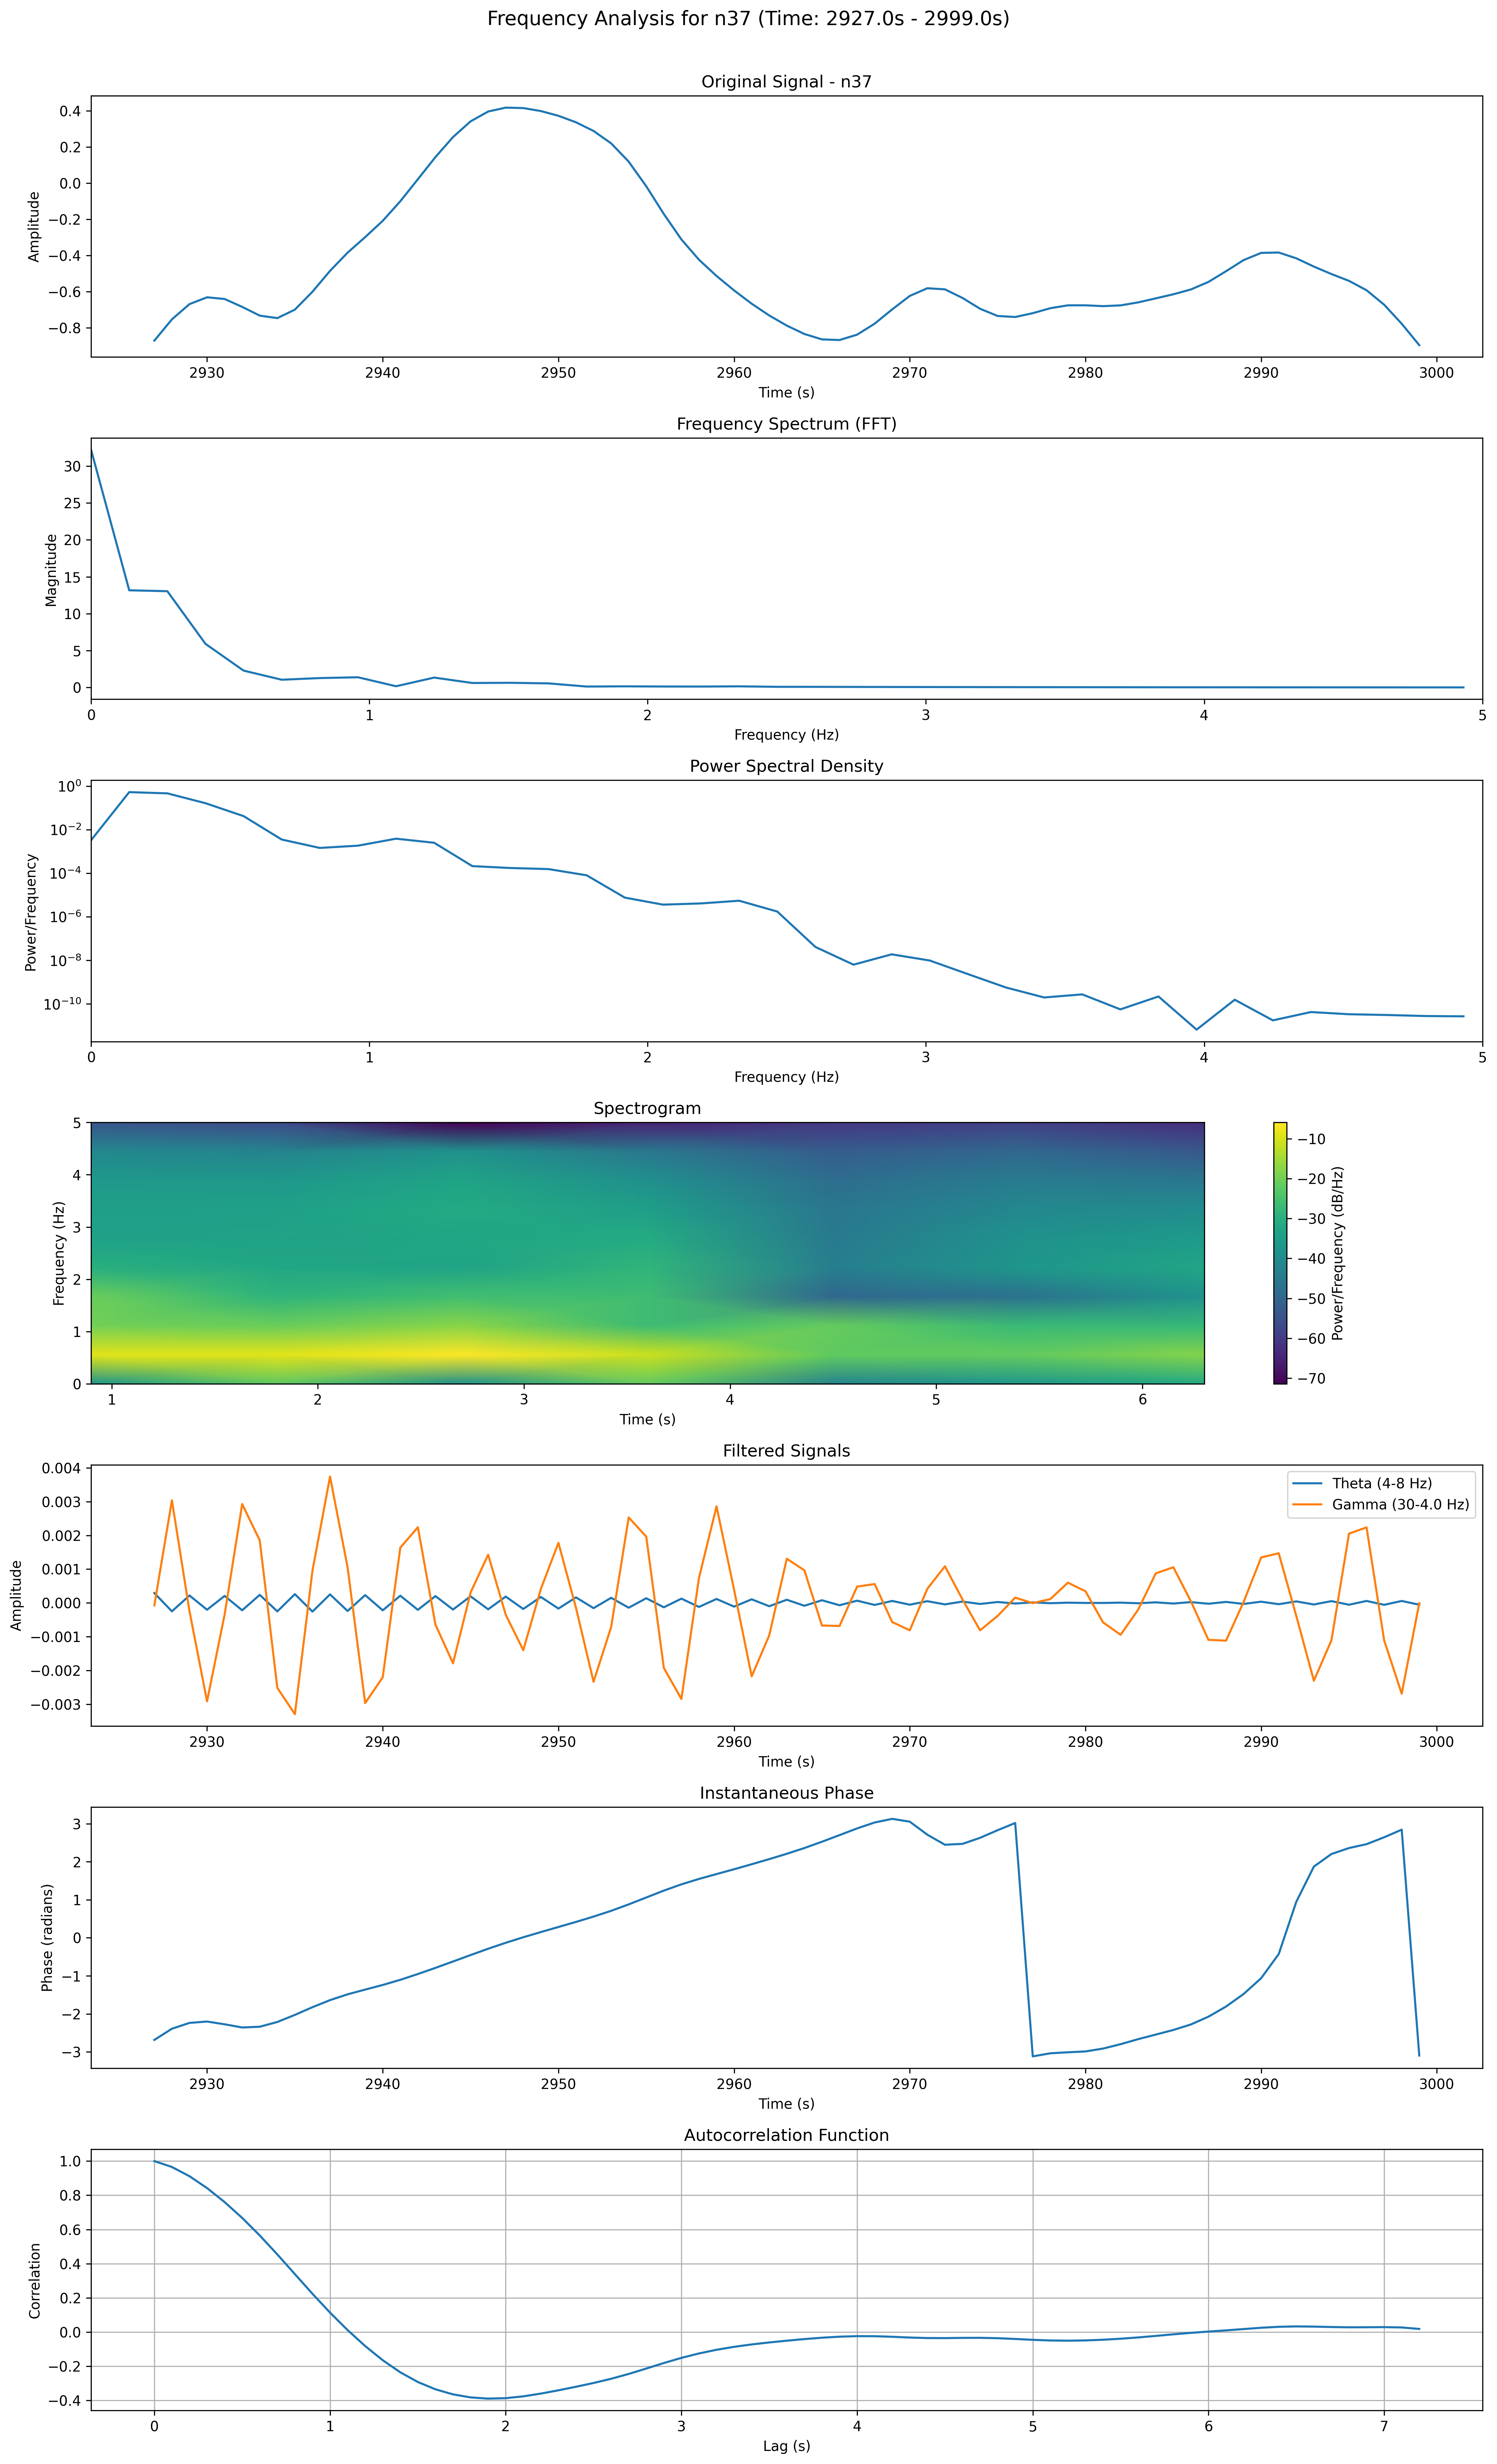 Frequency Analysis for n37 (Time: 2927.0s - 2999.0s)
Original Signal - n37
0.4
0.2
0.0
−0.2
−0.4
−0.6
−0.8
Amplitude
2930 2940 2950 2960 2970 2980 2990 3000
Time (s)
Frequency Spectrum (FFT)
30
25
20
15
10
5
0
Magnitude
0 1 2 3 4 5
Frequency (Hz)
Power Spectral Density
10⁰
10⁻²
10⁻⁴
10⁻⁶
10⁻⁸
10⁻¹⁰
Power/Frequency
0 1 2 3 4 5
Frequency (Hz)
Spectrogram
5
4
3
2
1
0
Frequency (Hz)
1 2 3 4 5 6
Time (s)
−10
−20
−30
−40
−50
−60
−70
Power/Frequency (dB/Hz)
Filtered Signals
0.004
0.003
0.002
0.001
0.000
−0.001
−0.002
−0.003
Amplitude
Theta (4-8 Hz)
Gamma (30-4.0 Hz)
2930 2940 2950 2960 2970 2980 2990 3000
Time (s)
Instantaneous Phase
3
2
1
0
−1
−2
−3
Phase (radians)
2930 2940 2950 2960 2970 2980 2990 3000
Time (s)
Autocorrelation Function
1.0
0.8
0.6
0.4
0.2
0.0
−0.2
−0.4
Correlation
0 1 2 3 4 5 6 7
Lag (s)